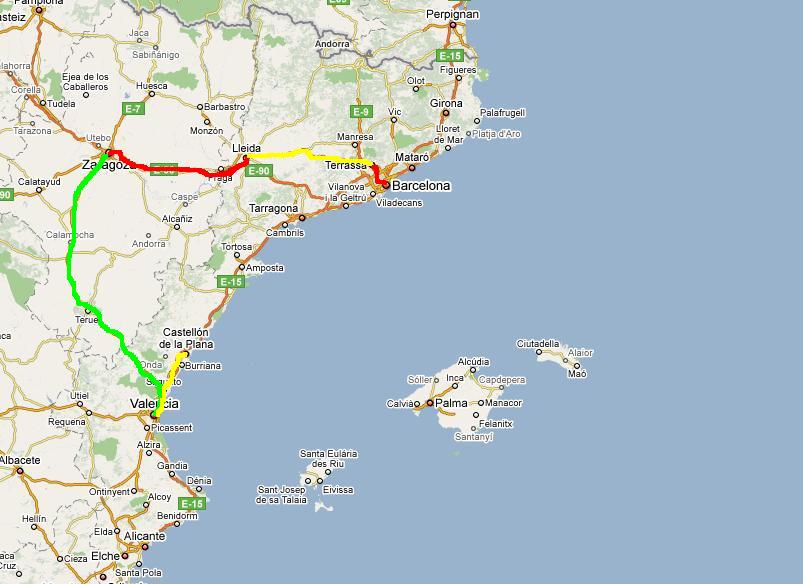 Pamplona
Perpignan
asteiz
E-15
Jaca
Sabiñánigo
Andorra
Figueres
Olot
Ejea de los
Caballeros
Huesca
E-7
Barbastro
E-9
Vic
Girona
Palafrugell
Corella
Tudela
Monzón
Manresa
Lloret
de Mar
Platja d'Aro
Tarazona
Utebo
Lleida
Zaragoza
Fraga
E-90
Terrassa
Mataró
Barcelona
Calatayud
90
Caspe
Vilanova
i la Geltrú
Viladecans
Tarragona
Alcañiz
Cambrils
Calamocha
Andorra
Tortosa
Amposta
E-15
Teruel
Castellón
de la Plana
Onda
Burriana
Sagunto
Valencia
Utiel
Requena
Picassent
Alzira
Gandia
Dénia
E-15
Albacete
Ontinyent
Alcoy
Benidorm
Hellín
Elda
Alicante
Elche
Cieza
Santa Pola
Cruz
Ciutadella
Alaior
Maó
Alcúdia
Sóller
Inca
Capdepera
Calvià
Palma
Manacor
Felanitx
Santanyí
Santa Eulária
des Riu
Sant Josep
de sa Talaia
Eivissa